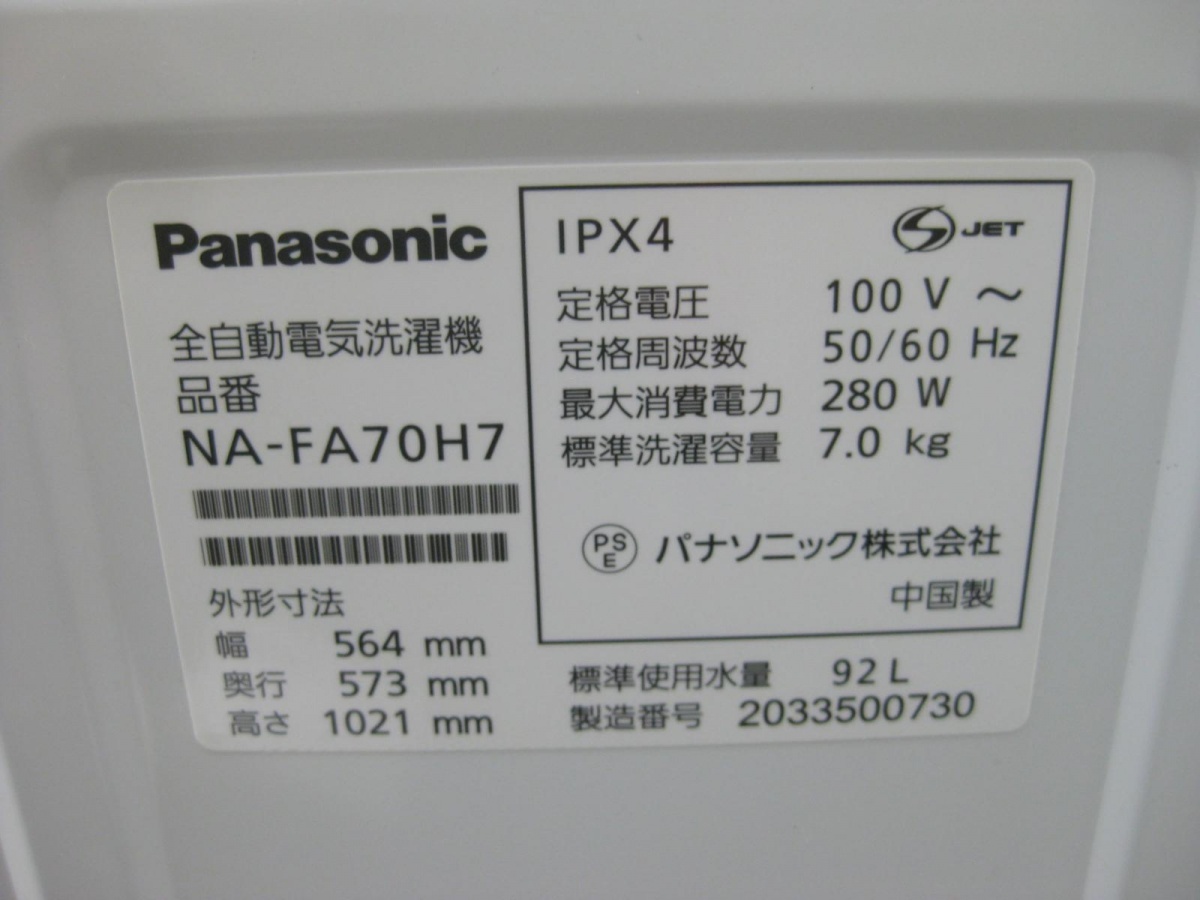 Panasonic
全自動電気洗濯機
品番
NA-FA70H7
外形寸法
幅 564 mm
奥行 573 mm
高さ 1021 mm
IPX4
S JET
定格電圧 100 V ～
定格周波数 50/60 Hz
最大消費電力 280 W
標準洗濯容量 7.0 kg
PS
E パナソニック株式会社
中国製
標準使用水量 92 L
製造番号 2033500730